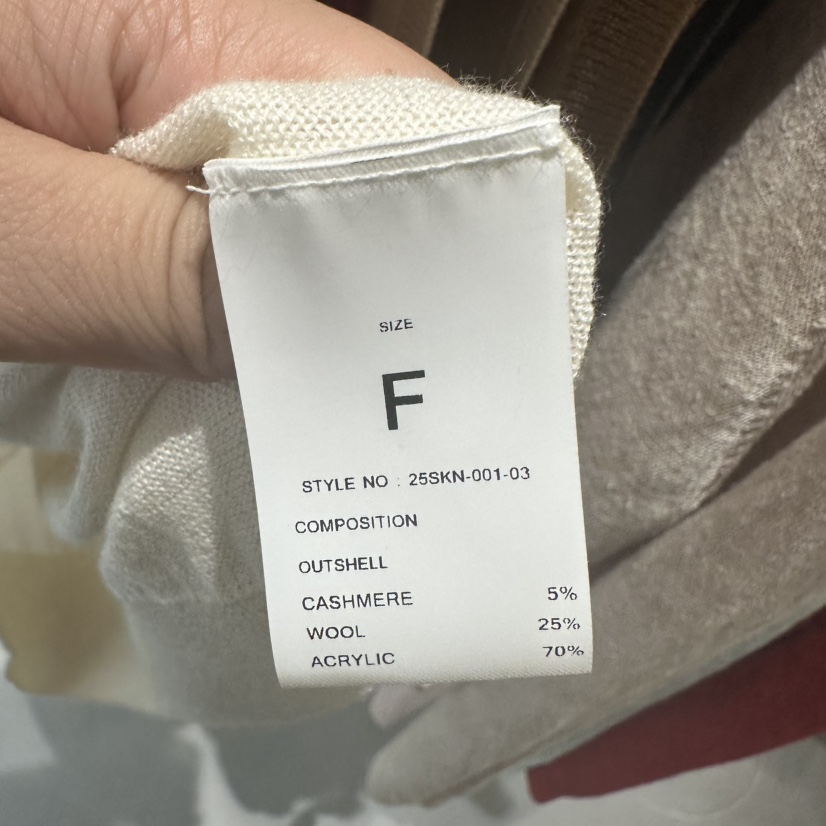 SIZE
F
STYLE NO : 25SKN-001-03
COMPOSITION
OUTSHELL
CASHMERE 5%
WOOL 25%
ACRYLIC 70%